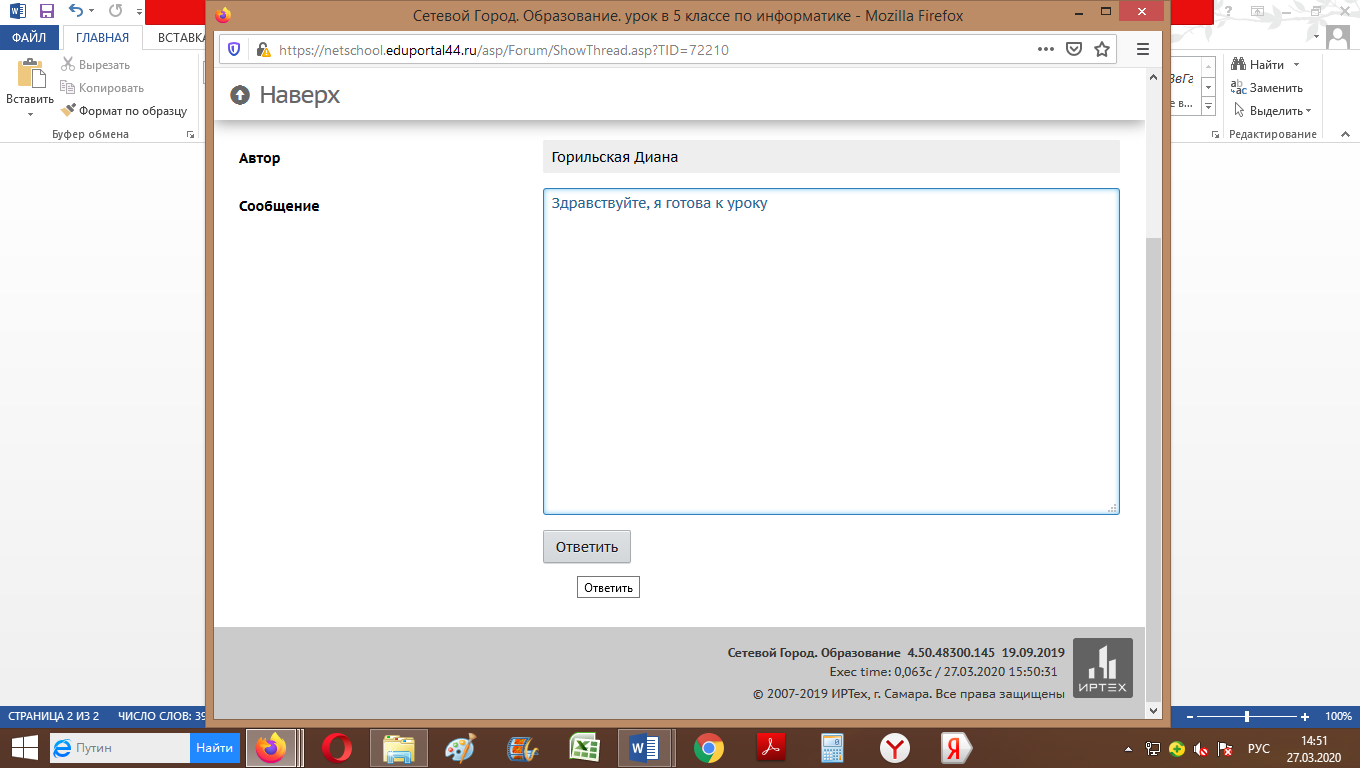 Сетевой Город. Образование. урок в 5 классе по информатике - Mozilla Firefox
ФАЙЛ ГЛАВНАЯ ВСТАВКА
https://netschool.eduportal44.ru/asp/Forum/ShowThread.asp?TID=72210
Вставить
Вырезать
Копировать
Формат по образцу
Буфер обмена
Найти
Заменить
Выделить
Редактирование
Наверх
Автор
Горильская Диана
Сообщение
Здравствуйте, я готова к уроку
Ответить
Ответить
Сетевой Город. Образование 4.50.48300.145 19.09.2019
Exec time: 0,063с / 27.03.2020 15:50:31
© 2007-2019 ИРТех, г. Самара. Все права защищены
ИРТЕХ
СТРАНИЦА 2 ИЗ 2 ЧИСЛО СЛОВ: 39
100%
Путин Найти
РУС
14:51
27.03.2020